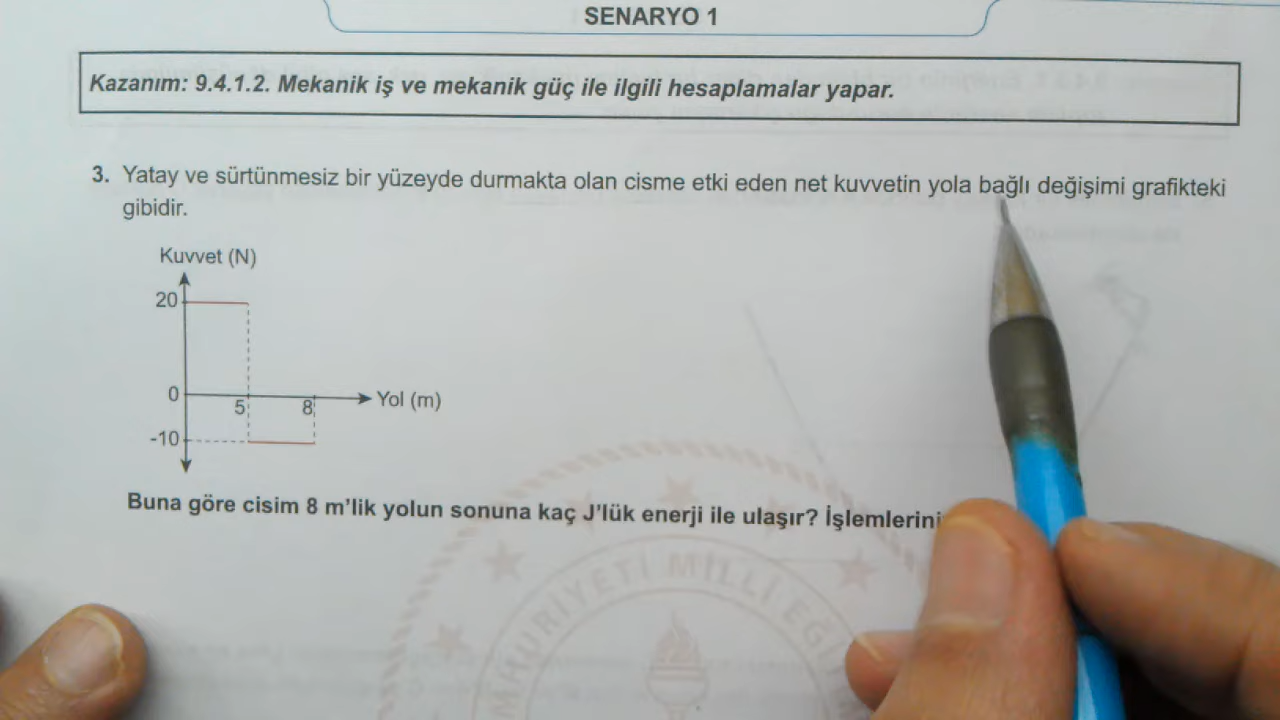 SENARYO 1
Kazanım: 9.4.1.2. Mekanik iş ve mekanik güç ile ilgili hesaplamalar yapar.
3. Yatay ve sürtünmesiz bir yüzeyde durmakta olan cisme etki eden net kuvvetin yola bağlı değişimi grafikteki
gibidir.
Kuvvet (N)
20
0
5
8
Yol (m)
-10
Buna göre cisim 8 m'lik yolun sonuna kaç J'lük enerji ile ulaşır? İşlemlerini
MİLLİ